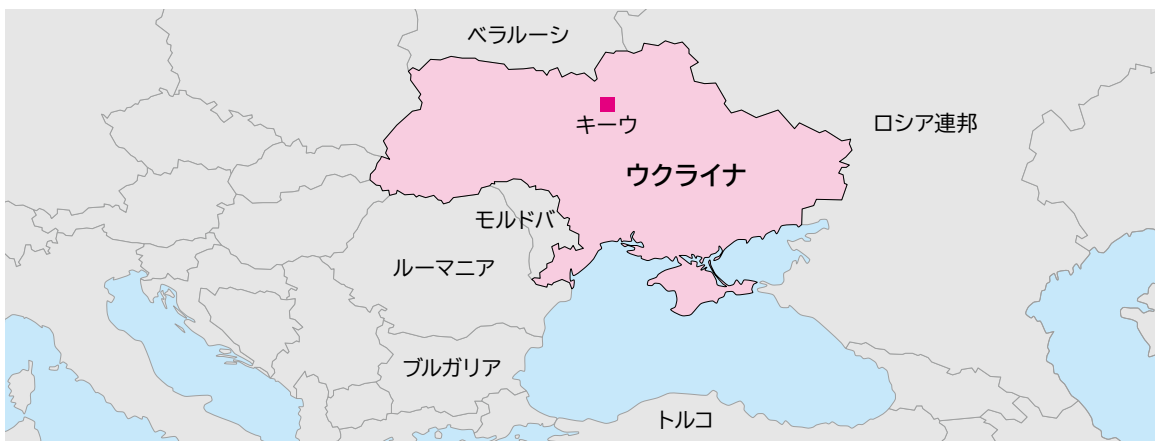 ベラルーシ
キーウ
ロシア連邦
ウクライナ
モルドバ
ルーマニア
ブルガリア
トルコ